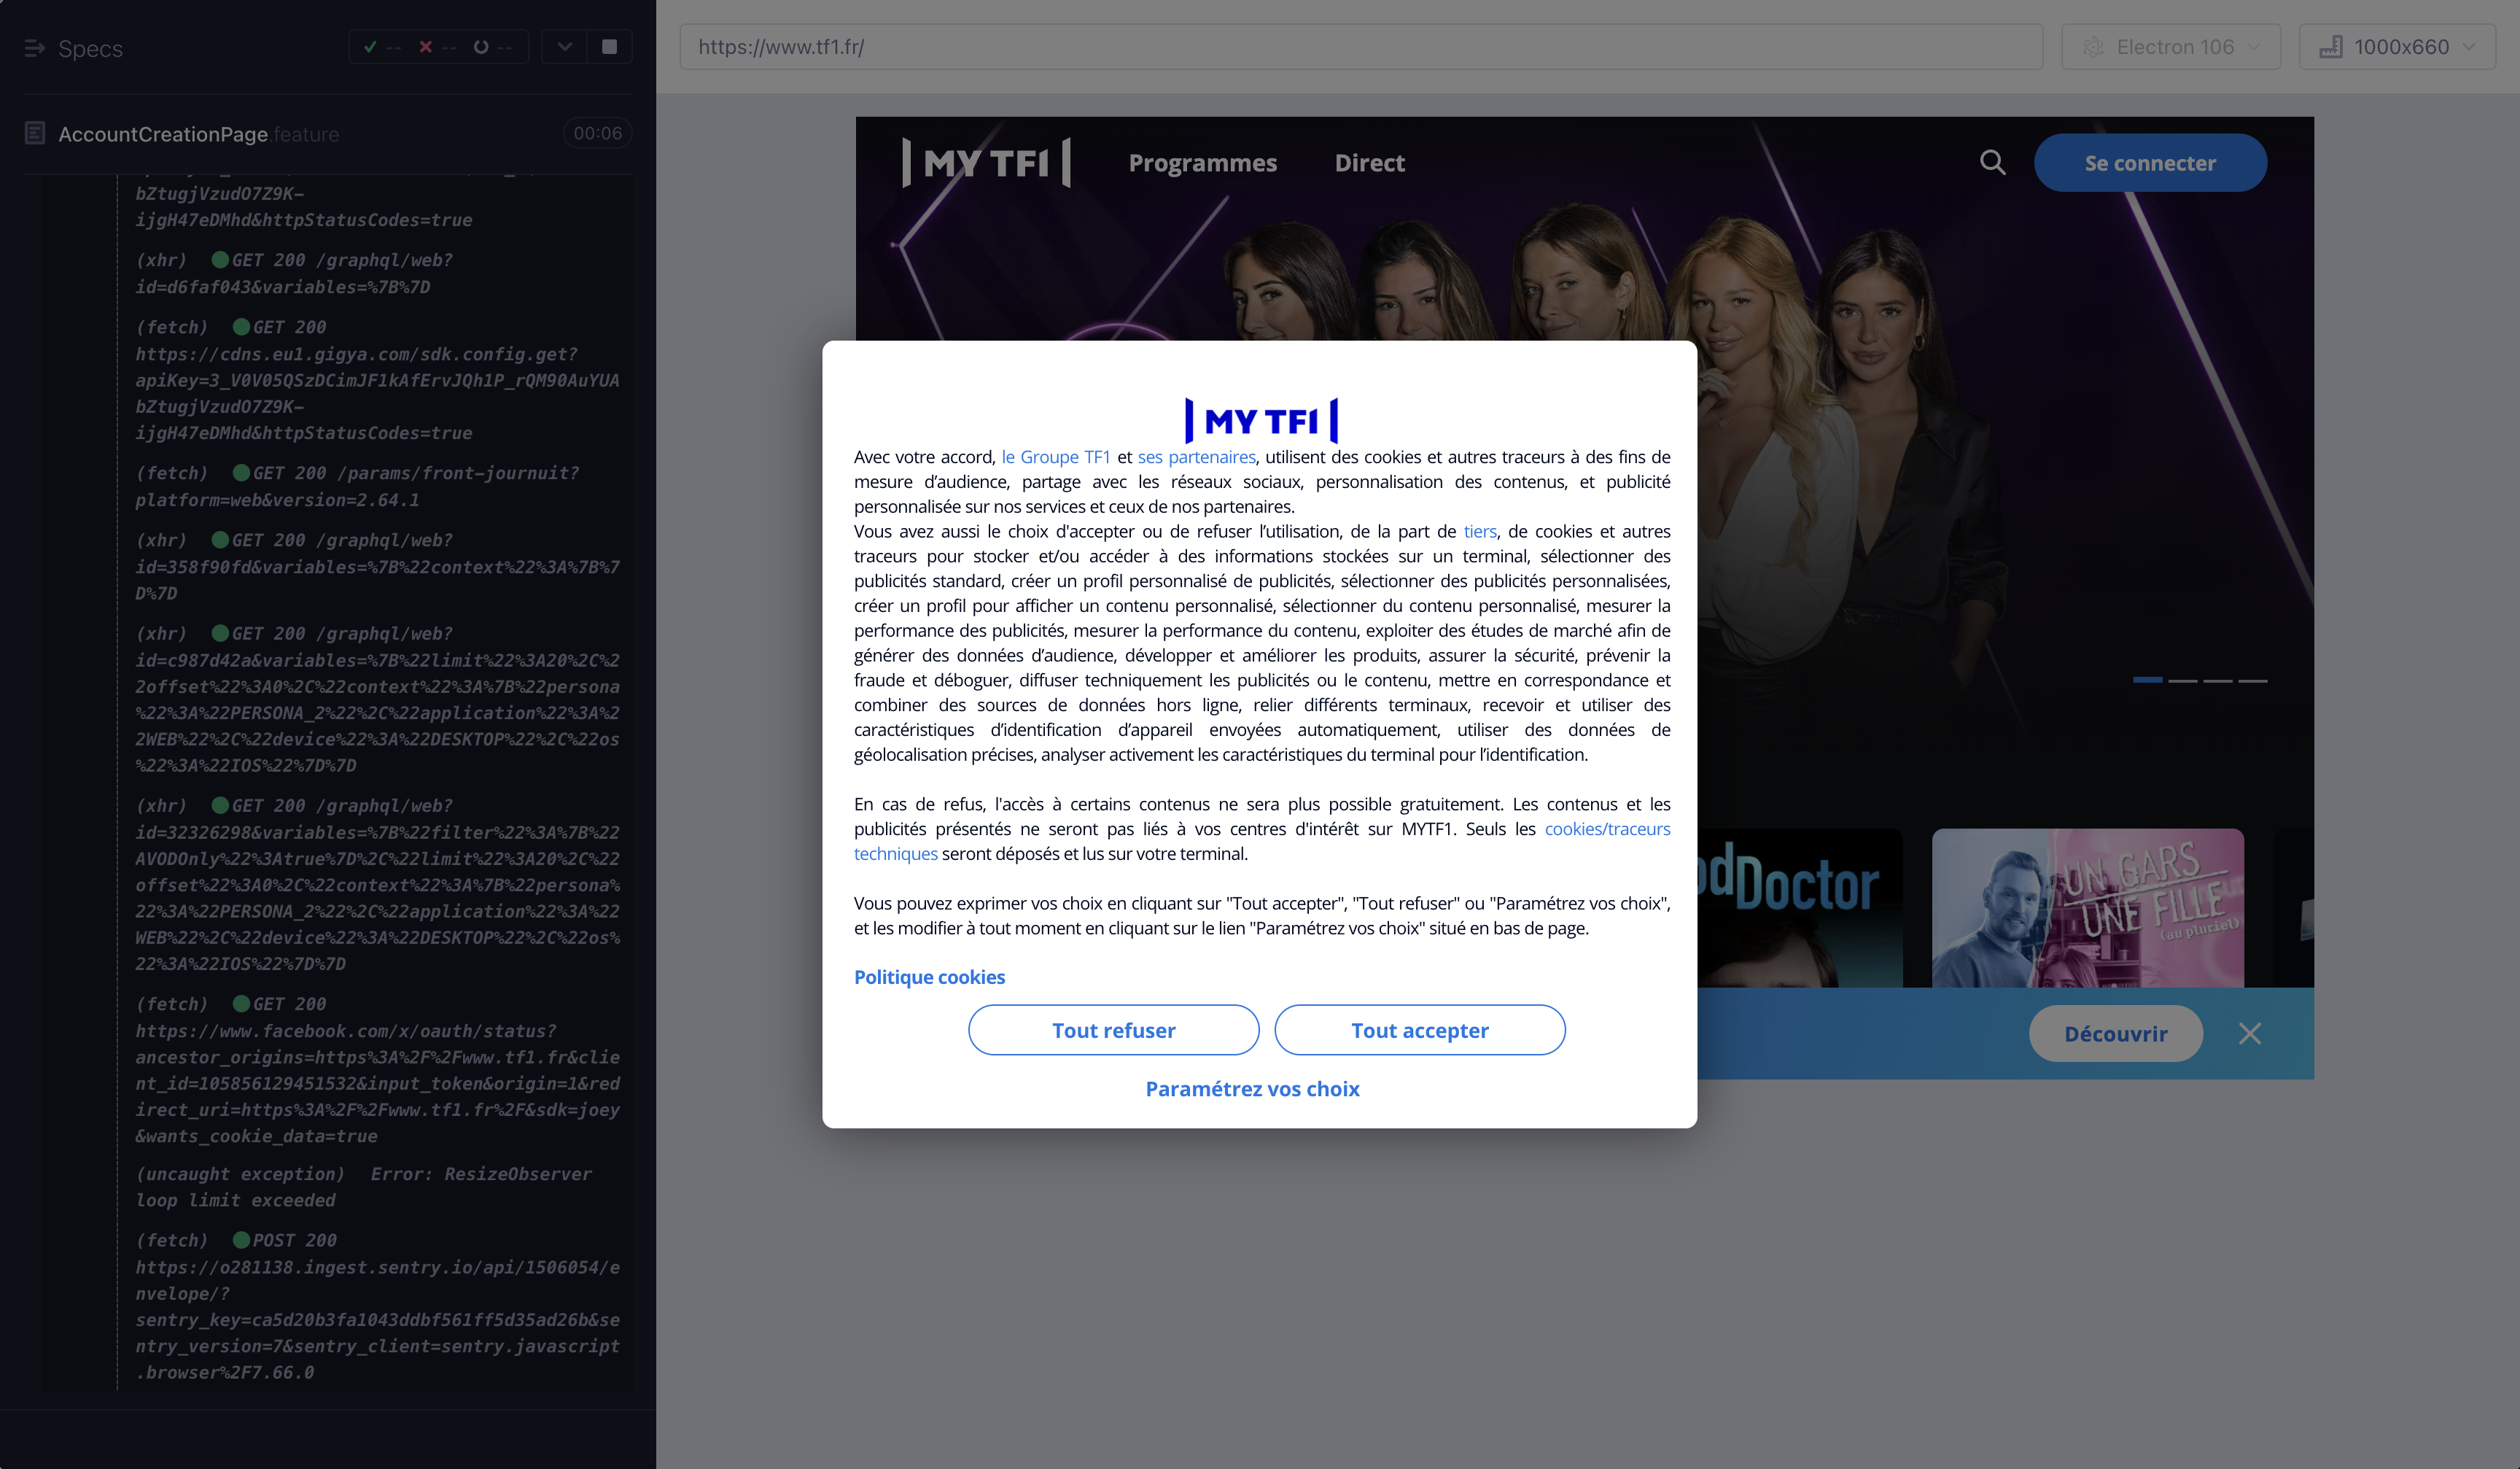 Specs
-- -- --
https://www.tf1.fr/
Electron 106
1000x660
AccountCreationPage.feature
00:06
bZtugjVzudO7Z9K-
ijgH47eDMhd&httpStatusCodes=true
(xhr) GET 200 /graphql/web?
id=d6faf043&variables=%7B%7D
(fetch) GET 200
https://cdns.eu1.gigya.com/sdk.config.get?
apiKey=3_V0V05QSzDCimJF1kAfErvJQh1P_rQM90AuYUA
bZtugjVzudO7Z9K-
ijgH47eDMhd&httpStatusCodes=true
(fetch) GET 200 /params/front-journuit?
platform=web&version=2.64.1
(xhr) GET 200 /graphql/web?
id=358f90fd&variables=%7B%22context%22%3A%7B%7
D%7D
(xhr) GET 200 /graphql/web?
id=c987d42a&variables=%7B%22limit%22%3A20%2C%2
2offset%22%3A0%2C%22context%22%3A%7B%22persona
%22%3A%22PERSONA_2%22%2C%22application%22%3A%2
2WEB%22%2C%22device%22%3A%22DESKTOP%22%2C%22os
%22%3A%22IOS%22%7D%7D
(xhr) GET 200 /graphql/web?
id=32326298&variables=%7B%22filter%22%3A%7B%22
AVODOnly%22%3Atrue%7D%2C%22limit%22%3A20%2C%22
offset%22%3A0%2C%22context%22%3A%7B%22persona%
22%3A%22PERSONA_2%22%2C%22application%22%3A%22
WEB%22%2C%22device%22%3A%22DESKTOP%22%2C%22os%
22%3A%22IOS%22%7D%7D
(fetch) GET 200
https://www.facebook.com/x/oauth/status?
ancestor_origins=https%3A%2F%2Fwww.tf1.fr&clie
nt_id=105856129451532&input_token&origin=1&red
irect_uri=https%3A%2F%2Fwww.tf1.fr%2F&sdk=joey
&wants_cookie_data=true
(uncaught exception) Error: ResizeObserver
loop limit exceeded
(fetch) POST 200
https://o281138.ingest.sentry.io/api/1506054/e
nvelope/?
sentry_key=ca5d20b3fa1043ddbf561ff5d35ad26b&se
ntry_version=7&sentry_client=sentry.javascript
.browser%2F7.66.0
MY TF1
Programmes
Direct
Se connecter
MY TF1
Avec votre accord, le Groupe TF1 et ses partenaires, utilisent des cookies et autres traceurs à des fins de
mesure d’audience, partage avec les réseaux sociaux, personnalisation des contenus, et publicité
personnalisée sur nos services et ceux de nos partenaires.
Vous avez aussi le choix d'accepter ou de refuser l’utilisation, de la part de tiers, de cookies et autres
traceurs pour stocker et/ou accéder à des informations stockées sur un terminal, sélectionner des
publicités standard, créer un profil personnalisé de publicités, sélectionner des publicités personnalisées,
créer un profil pour afficher un contenu personnalisé, sélectionner du contenu personnalisé, mesurer la
performance des publicités, mesurer la performance du contenu, exploiter des études de marché afin de
générer des données d’audience, développer et améliorer les produits, assurer la sécurité, prévenir la
fraude et déboguer, diffuser techniquement les publicités ou le contenu, mettre en correspondance et
combiner des sources de données hors ligne, relier différents terminaux, recevoir et utiliser des
caractéristiques d’identification d’appareil envoyées automatiquement, utiliser des données de
géolocalisation précises, analyser activement les caractéristiques du terminal pour l’identification.
En cas de refus, l'accès à certains contenus ne sera plus possible gratuitement. Les contenus et les
publicités présentés ne seront pas liés à vos centres d'intérêt sur MYTF1. Seuls les cookies/traceurs
techniques seront déposés et lus sur votre terminal.
Vous pouvez exprimer vos choix en cliquant sur "Tout accepter", "Tout refuser" ou "Paramétrez vos choix",
et les modifier à tout moment en cliquant sur le lien "Paramétrez vos choix" situé en bas de page.
Politique cookies
Tout refuser
Tout accepter
Paramétrez vos choix
odDoctor
UN GARS
UNE FILLE
(au pluriel)
Découvrir